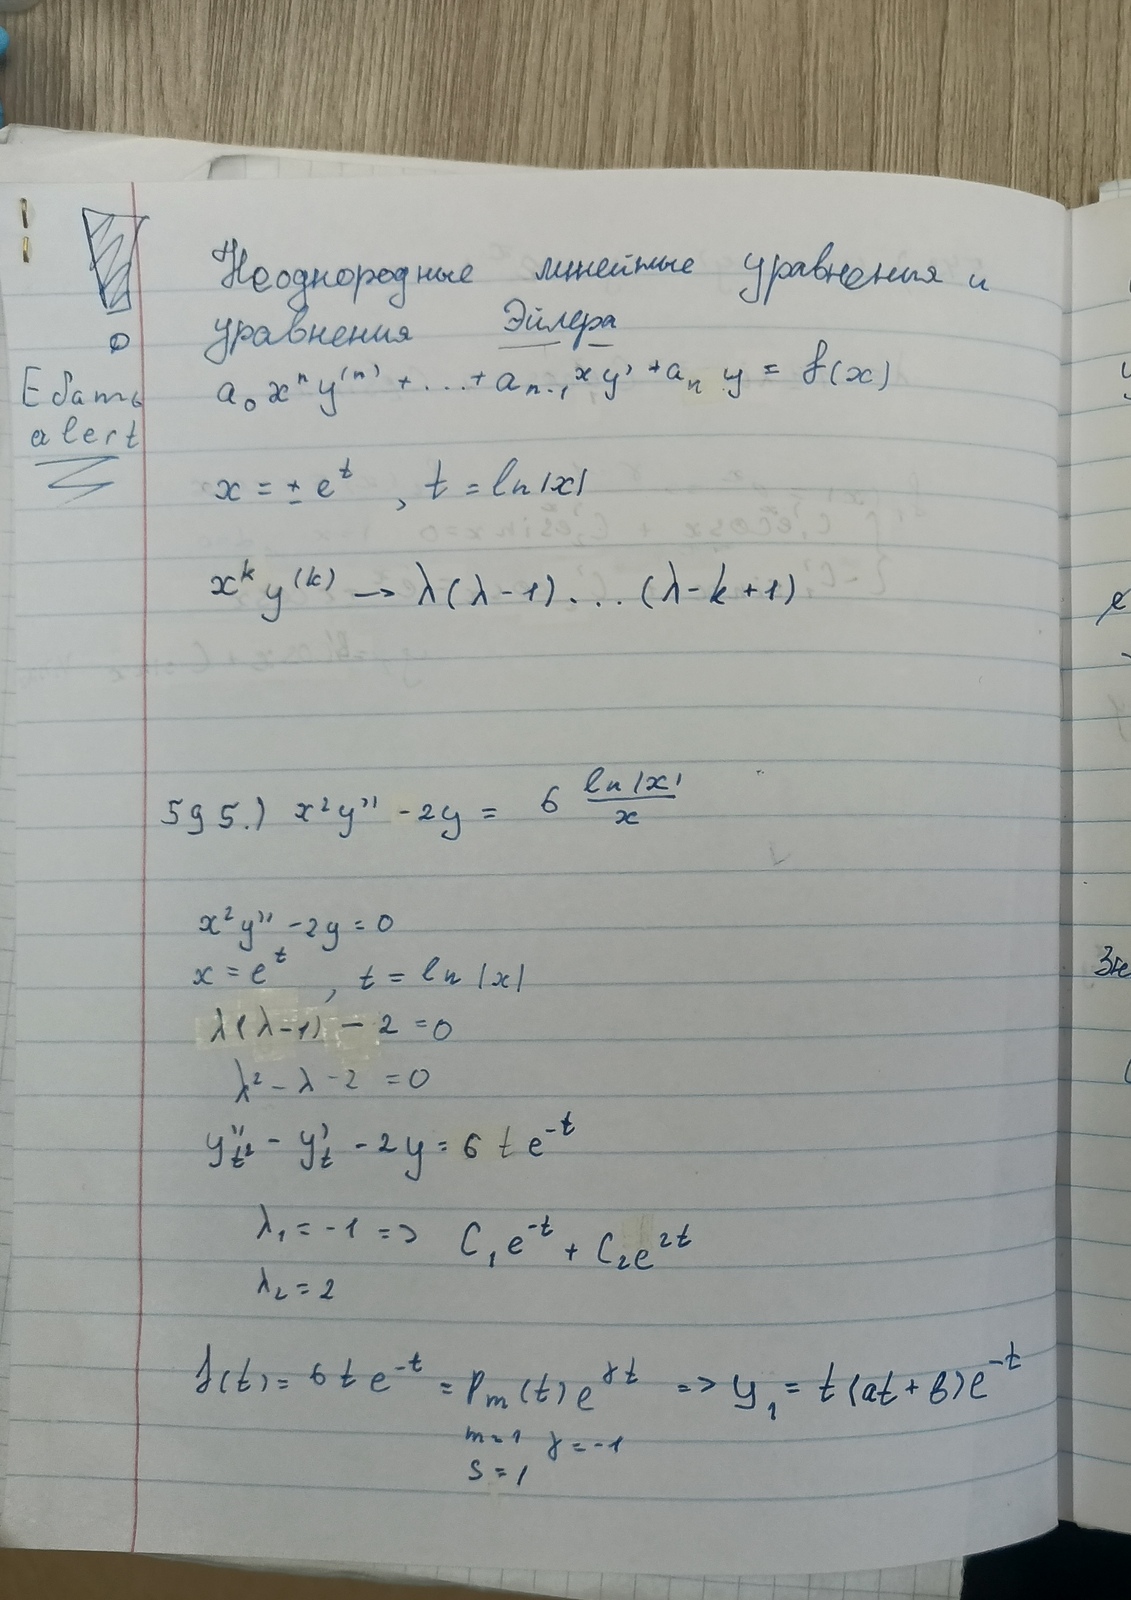 Неоднородные линейные уравнения и
уравнения Эйлера
Ебать
alert
a₀xⁿy⁽ⁿ⁾ + ... + aₙ₋₁xy' + aₙy = f(x)
x = ± eᵗ , t = ln|x|
xᵏy⁽ᵏ⁾ → λ(λ-1)...(λ-k+1)
595.) x²y'' - 2y = 6 ln|x|/x
x²y'' - 2y = 0
x = eᵗ , t = ln|x|
λ(λ-1) - 2 = 0
λ² - λ - 2 = 0
y''ₜ² - y'ₜ - 2y = 6 t e⁻ᵗ
λ₁ = -1 => C₁e⁻ᵗ + C₂e²ᵗ
λ₂ = 2
f(t) = 6 t e⁻ᵗ = Pₘ(t)e^γt => y₁ = t(at + b)e⁻ᵗ
m = 1 γ = -1
s = 1